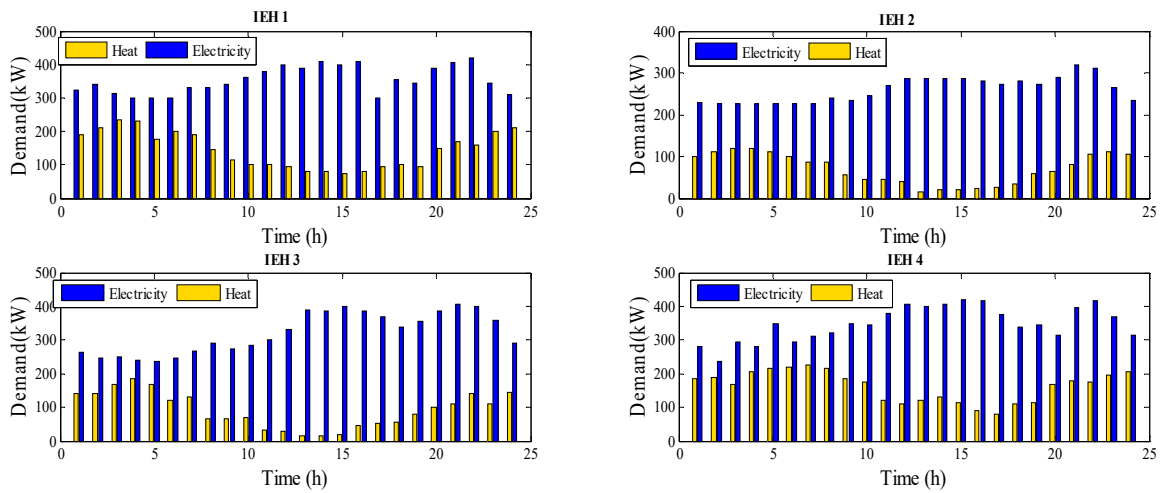 IEH 1
500
400
300
200
100
0
Demand(kW)
Heat
Electricity
0 5 10 15 20 25
Time (h)
IEH 2
400
300
200
100
0
Demand(kW)
Electricity
Heat
0 5 10 15 20 25
Time (h)
IEH 3
500
400
300
200
100
0
Demand(kW)
Electricity
Heat
0 5 10 15 20 25
Time (h)
IEH 4
500
400
300
200
100
0
Demand(kW)
Electricity
Heat
0 5 10 15 20 25
Time (h)